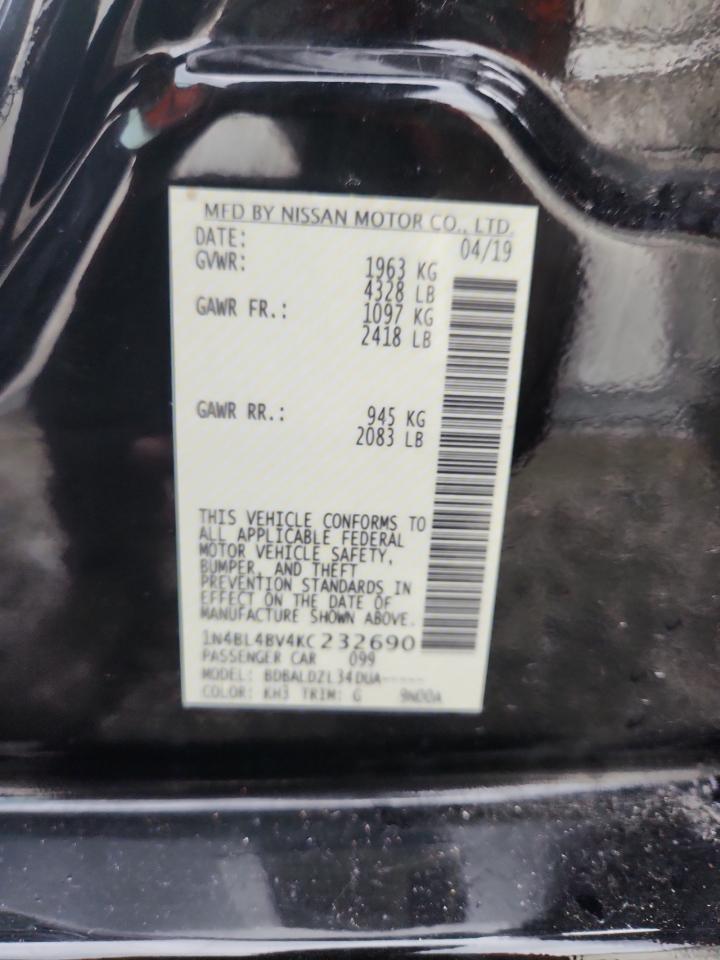 MFD BY NISSAN MOTOR CO., LTD.
DATE: 04/19
GVWR: 1963 KG
4328 LB
GAWR FR.: 1097 KG
2418 LB
GAWR RR.: 945 KG
2083 LB
THIS VEHICLE CONFORMS TO
ALL APPLICABLE FEDERAL
MOTOR VEHICLE SAFETY,
BUMPER, AND THEFT
PREVENTION STANDARDS IN
EFFECT ON THE DATE OF
MANUFACTURE SHOWN ABOVE.
1N4BL4BV4KC232690
PASSENGER CAR 099
MODEL: BDBALDZL34DUA-----
COLOR: KH3 TRIM: G 9N00A